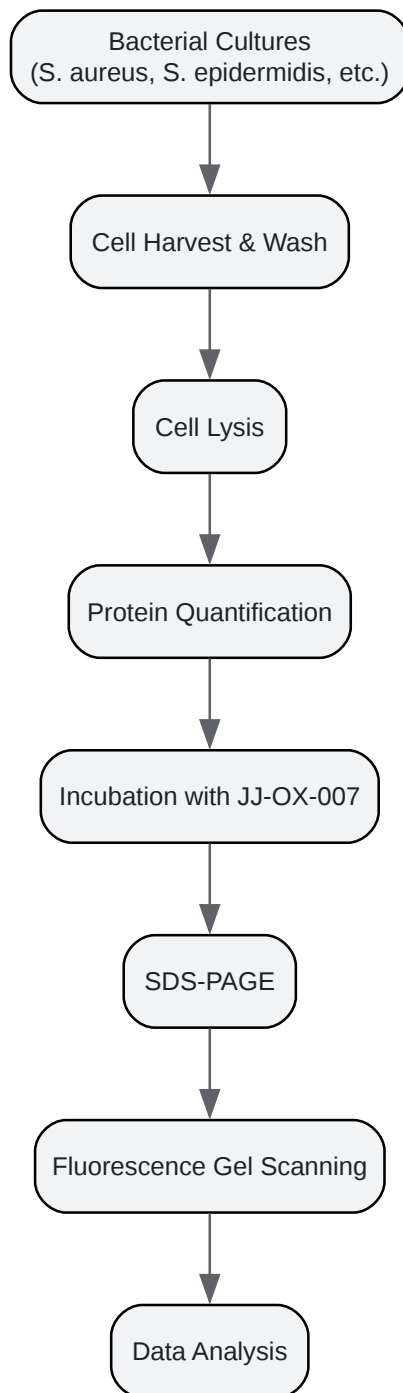 Bacterial Cultures
(S. aureus, S. epidermidis, etc.)
Cell Harvest & Wash
Cell Lysis
Protein Quantification
Incubation with JJ-OX-007
SDS-PAGE
Fluorescence Gel Scanning
Data Analysis